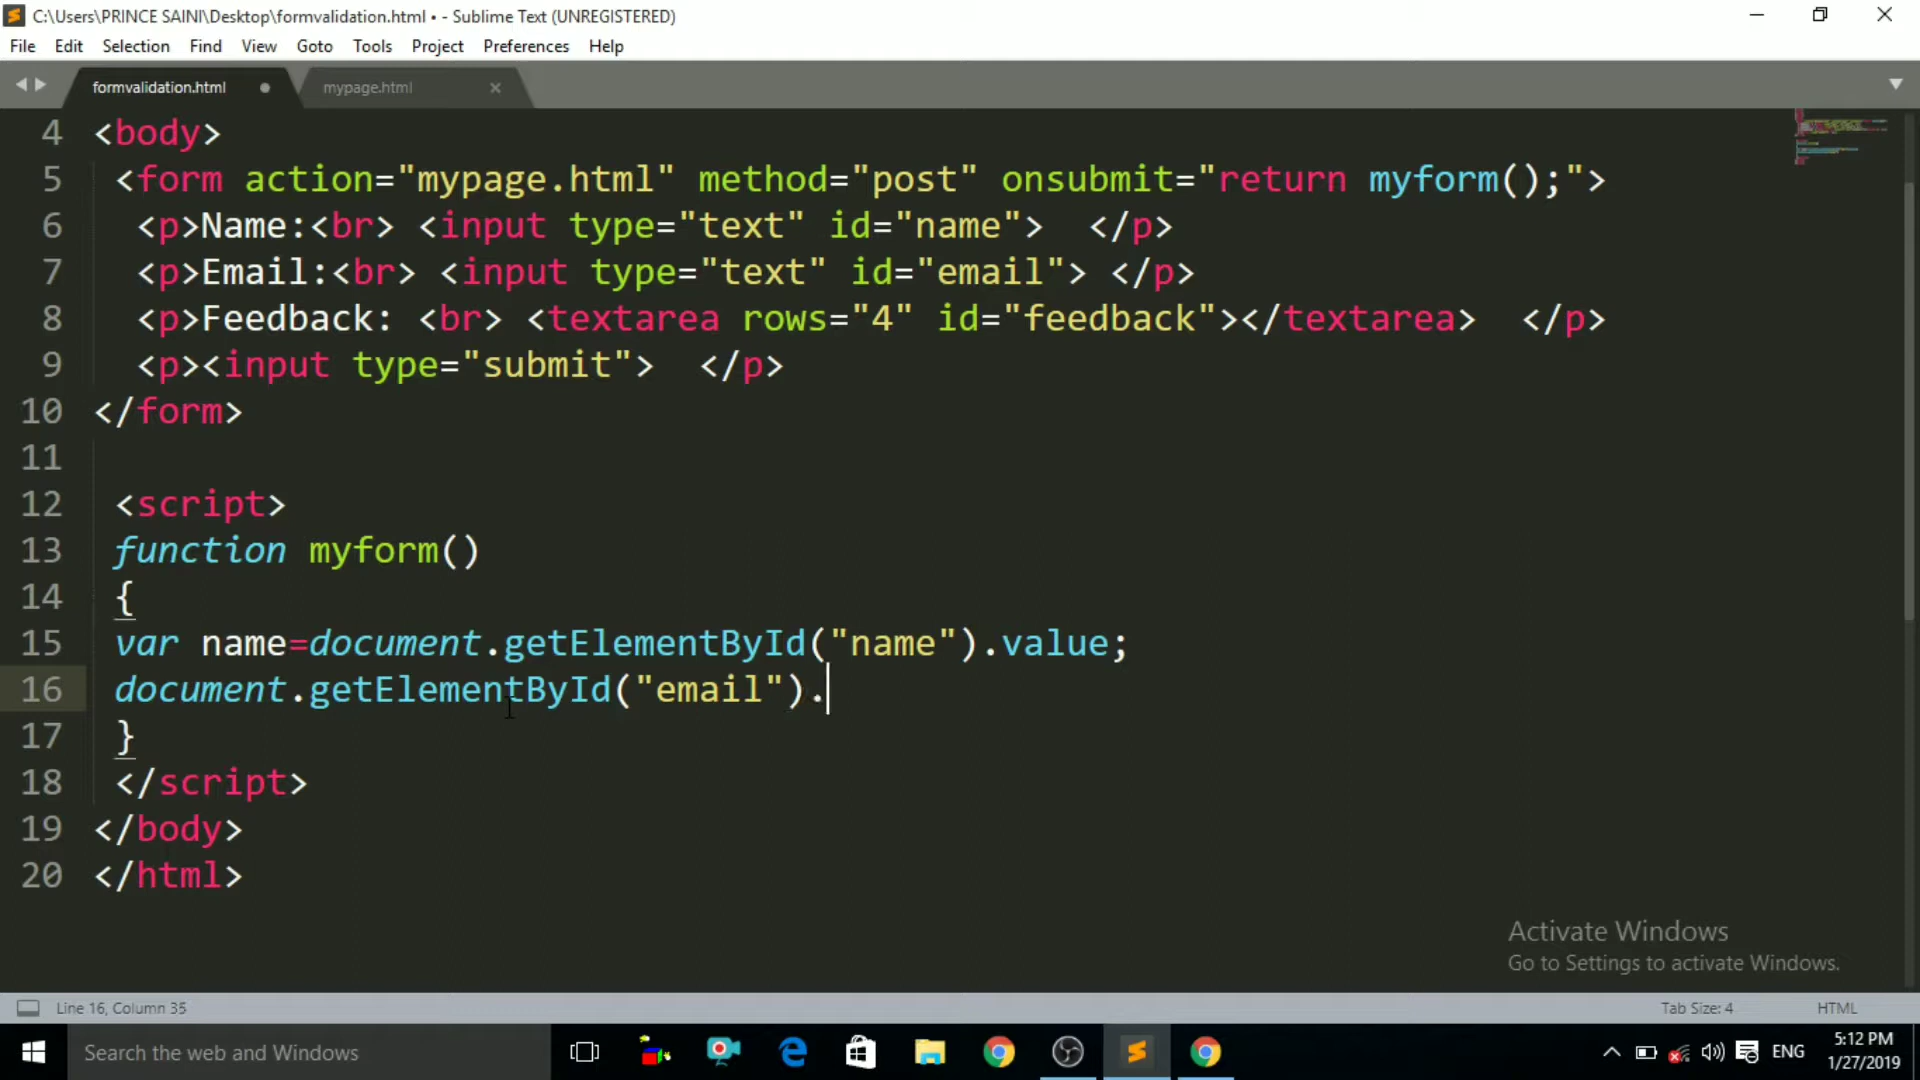 C:\Users\PRINCE SAINI\Desktop\formvalidation.html • - Sublime Text (UNREGISTERED)
File Edit Selection Find View Goto Tools Project Preferences Help
formvalidation.html mypage.html
4 <body>
5 <form action="mypage.html" method="post" onsubmit="return myform();">
6 <p>Name:<br> <input type="text" id="name">  </p>
7 <p>Email:<br> <input type="text" id="email"> </p>
8 <p>Feedback: <br> <textarea rows="4" id="feedback"></textarea>  </p>
9 <p><input type="submit">  </p>
10 </form>
11
12 <script>
13 function myform()
14 {
15 var name=document.getElementById("name").value;
16 document.getElementById("email").
17 }
18 </script>
19 </body>
20 </html>
Activate Windows
Go to Settings to activate Windows.
Line 16, Column 35 Tab Size: 4 HTML
Search the web and Windows ENG 5:12 PM
1/27/2019